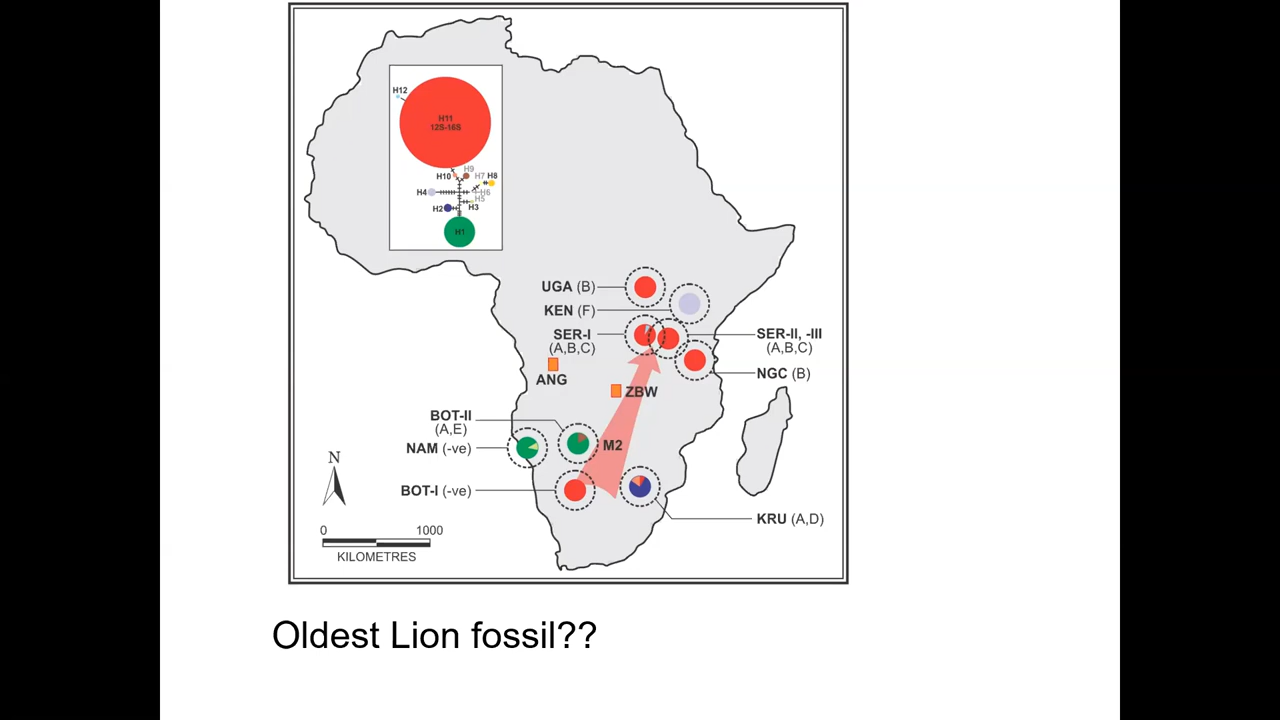 H12
H11
12S-16S
H9
H10
H7 H8
H4
H6
H5
H2
H3
H1
UGA (B)
KEN (F)
SER-I
(A,B,C)
SER-II, -III
(A,B,C)
NGC (B)
ANG
ZBW
BOT-II
(A,E)
NAM (-ve)
M2
BOT-I (-ve)
KRU (A,D)
N
0 1000
KILOMETRES
Oldest Lion fossil??